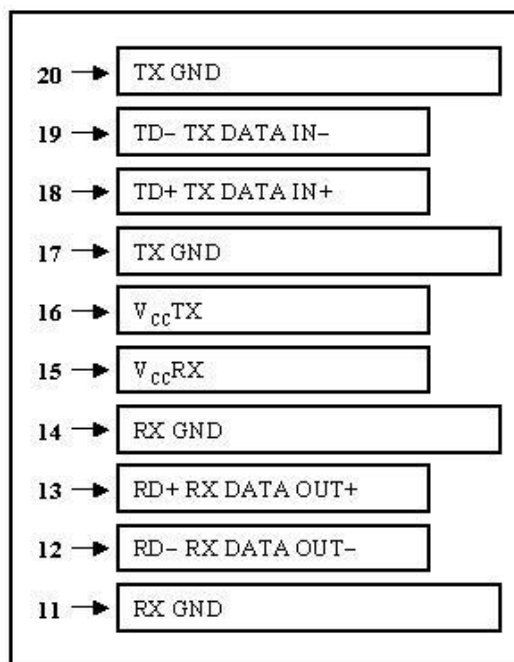 20 TX GND
19 TD– TX DATA IN–
18 TD+ TX DATA IN+
17 TX GND
16 VCCTX
15 VCCRX
14 RX GND
13 RD+ RX DATA OUT+
12 RD– RX DATA OUT–
11 RX GND